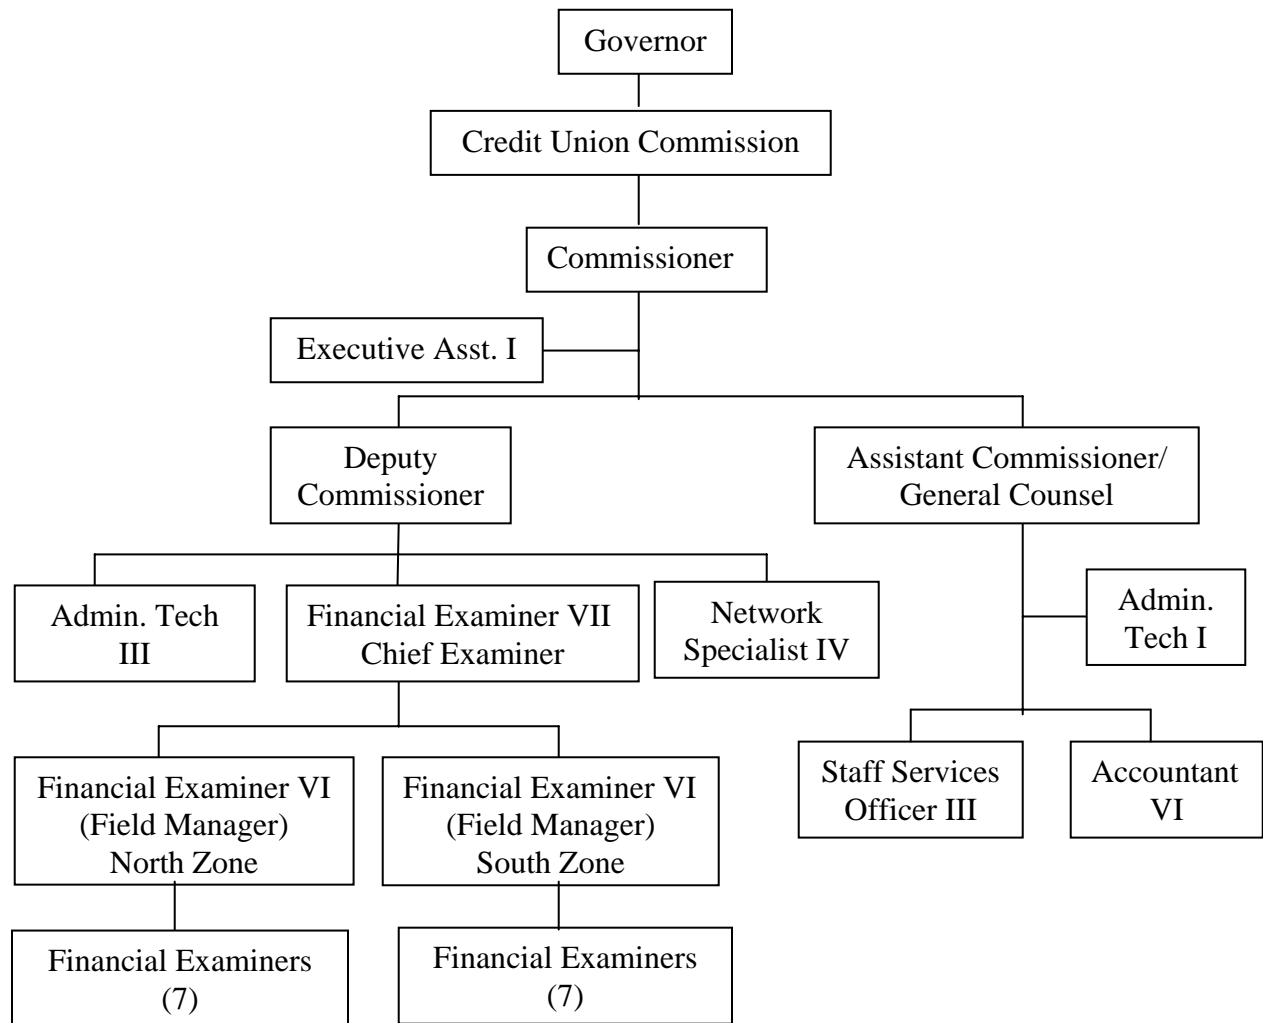 Governor
Credit Union Commission
Commissioner
Executive Asst. I
Deputy
Commissioner
Assistant Commissioner/
General Counsel
Admin. Tech
III
Financial Examiner VII
Chief Examiner
Network
Specialist IV
Admin.
Tech I
Financial Examiner VI
(Field Manager)
North Zone
Financial Examiner VI
(Field Manager)
South Zone
Staff Services
Officer III
Accountant
VI
Financial Examiners
(7)
Financial Examiners
(7)